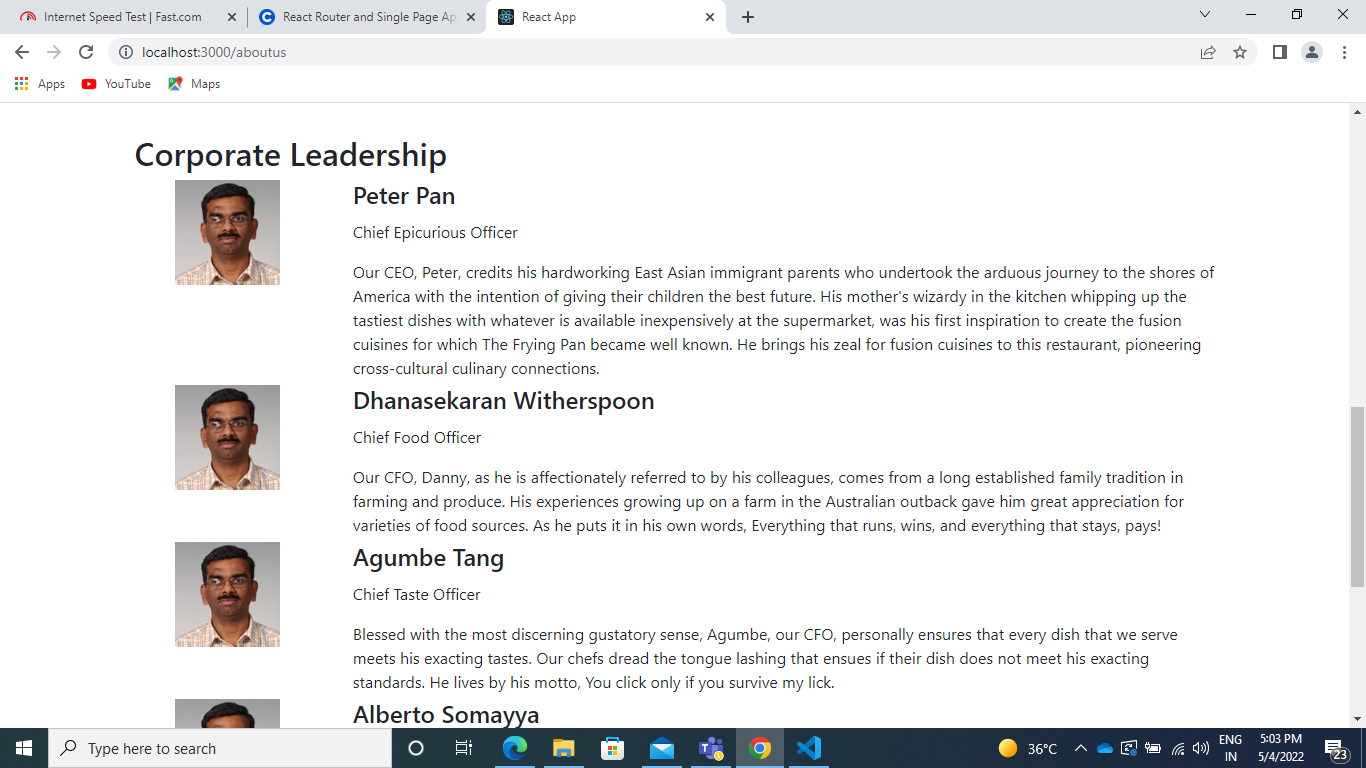 Internet Speed Test | Fast.com
React Router and Single Page Ap
React App
localhost:3000/aboutus
Apps
YouTube
Maps
Corporate Leadership
Peter Pan
Chief Epicurious Officer
Our CEO, Peter, credits his hardworking East Asian immigrant parents who undertook the arduous journey to the shores of
America with the intention of giving their children the best future. His mother's wizardy in the kitchen whipping up the
tastiest dishes with whatever is available inexpensively at the supermarket, was his first inspiration to create the fusion
cuisines for which The Frying Pan became well known. He brings his zeal for fusion cuisines to this restaurant, pioneering
cross-cultural culinary connections.
Dhanasekaran Witherspoon
Chief Food Officer
Our CFO, Danny, as he is affectionately referred to by his colleagues, comes from a long established family tradition in
farming and produce. His experiences growing up on a farm in the Australian outback gave him great appreciation for
varieties of food sources. As he puts it in his own words, Everything that runs, wins, and everything that stays, pays!
Agumbe Tang
Chief Taste Officer
Blessed with the most discerning gustatory sense, Agumbe, our CFO, personally ensures that every dish that we serve
meets his exacting tastes. Our chefs dread the tongue lashing that ensues if their dish does not meet his exacting
standards. He lives by his motto, You click only if you survive my lick.
Alberto Somayya
Type here to search
36°C
ENG
IN
5:03 PM
5/4/2022
23